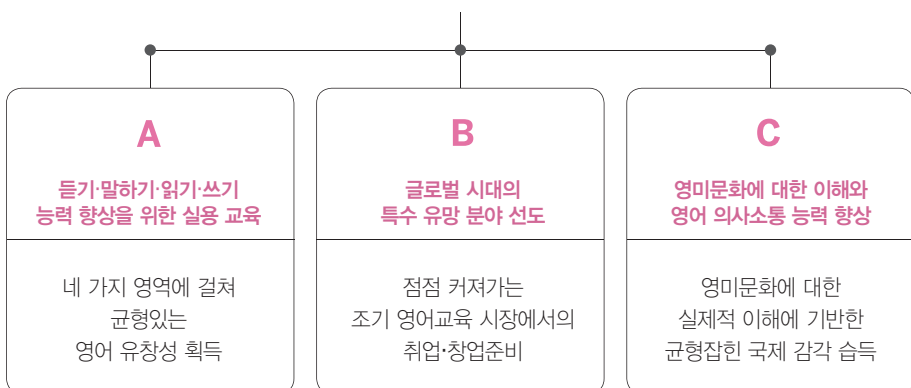 A
듣기·말하기·읽기·쓰기
능력 향상을 위한 실용 교육
네 가지 영역에 걸쳐
균형있는
영어 유창성 획득
B
글로벌 시대의
특수 유망 분야 선도
점점 커져가는
조기 영어교육 시장에서의
취업·창업준비
C
영미문화에 대한 이해와
영어 의사소통 능력 향상
영미문화에 대한
실제적 이해에 기반한
균형잡힌 국제 감각 습득